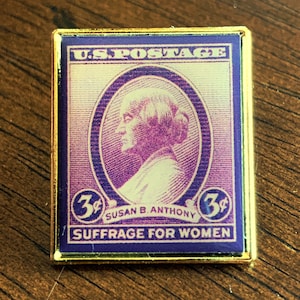 U.S. POSTAGE
3¢ SUSAN B. ANTHONY 3¢
SUFFRAGE FOR WOMEN